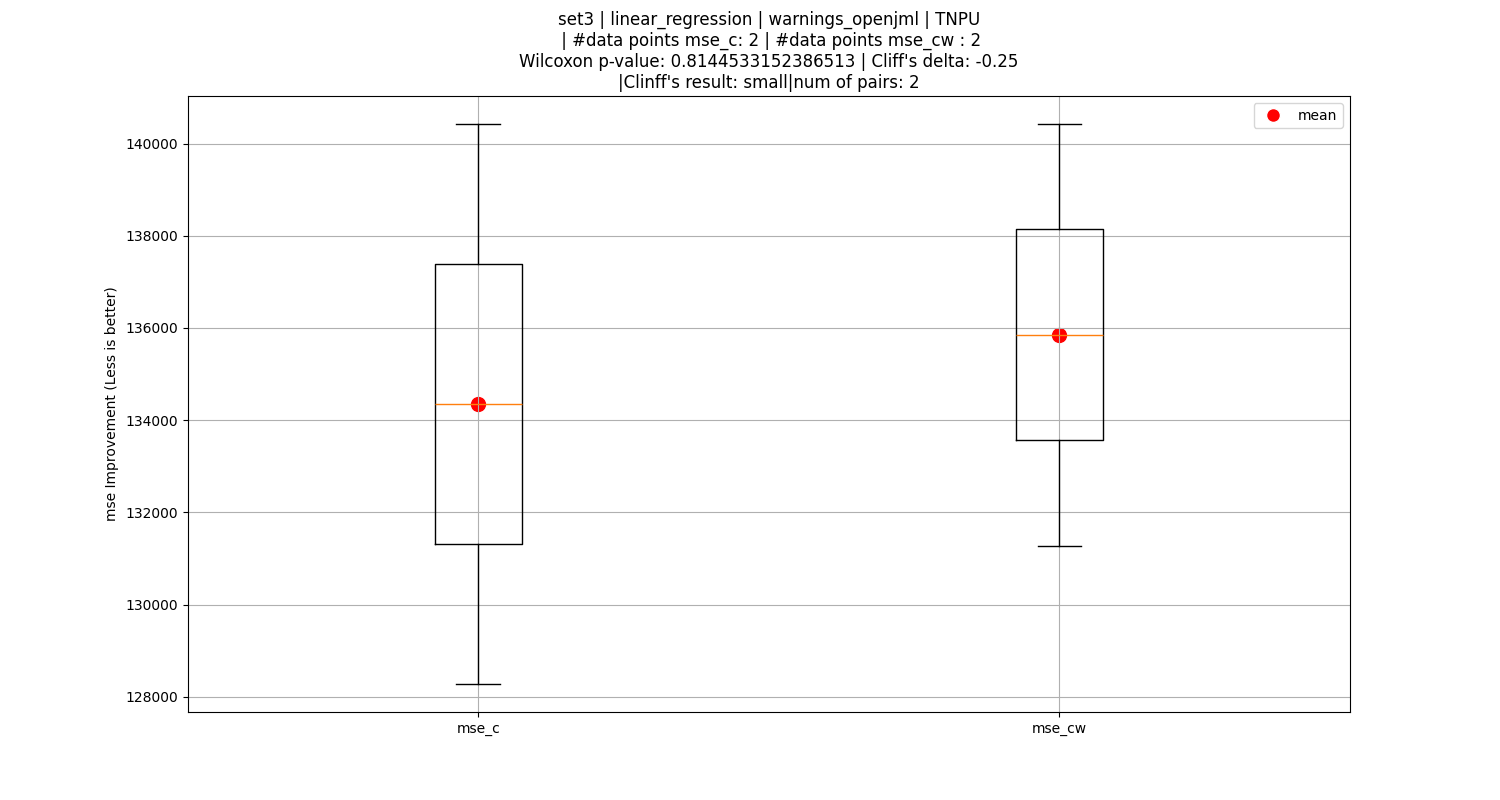 set3 | linear_regression | warnings_openjml | TNPU
| #data points mse_c: 2 | #data points mse_cw : 2
Wilcoxon p-value: 0.8144533152386513 | Cliff's delta: -0.25
|Clinff's result: small|num of pairs: 2
mean
mse Improvement (Less is better)
140000
138000
136000
134000
132000
130000
128000
mse_c
mse_cw